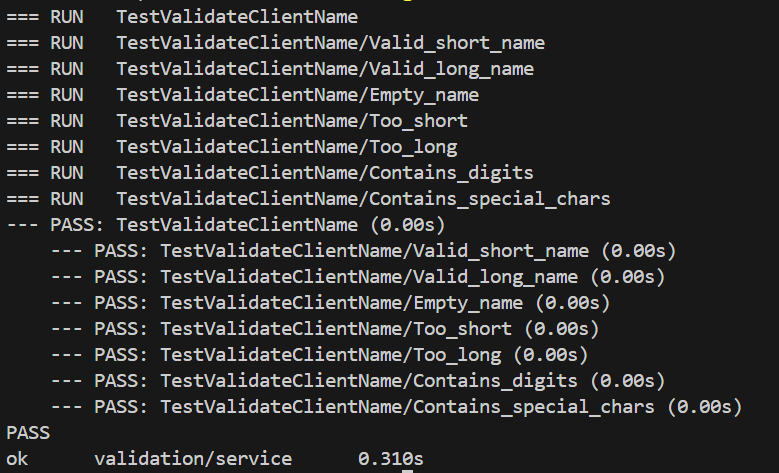 === RUN   TestValidateClientName
=== RUN   TestValidateClientName/Valid_short_name
=== RUN   TestValidateClientName/Valid_long_name
=== RUN   TestValidateClientName/Empty_name
=== RUN   TestValidateClientName/Too_short
=== RUN   TestValidateClientName/Too_long
=== RUN   TestValidateClientName/Contains_digits
=== RUN   TestValidateClientName/Contains_special_chars
--- PASS: TestValidateClientName (0.00s)
    --- PASS: TestValidateClientName/Valid_short_name (0.00s)
    --- PASS: TestValidateClientName/Valid_long_name (0.00s)
    --- PASS: TestValidateClientName/Empty_name (0.00s)
    --- PASS: TestValidateClientName/Too_short (0.00s)
    --- PASS: TestValidateClientName/Too_long (0.00s)
    --- PASS: TestValidateClientName/Contains_digits (0.00s)
    --- PASS: TestValidateClientName/Contains_special_chars (0.00s)
PASS
ok      validation/service      0.310s